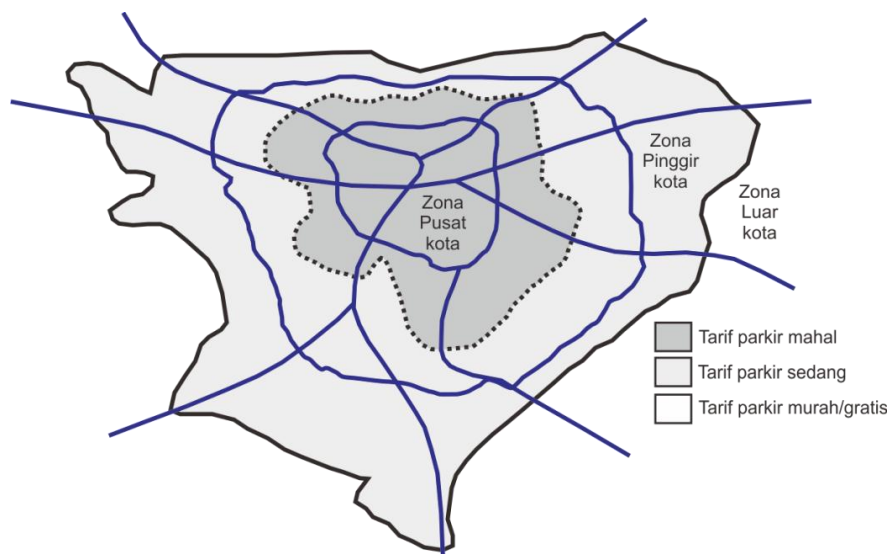 Zona
Pinggir
kota
Zona
Luar
kota
Zona
Pusat
kota
Tarif parkir mahal
Tarif parkir sedang
Tarif parkir murah/gratis